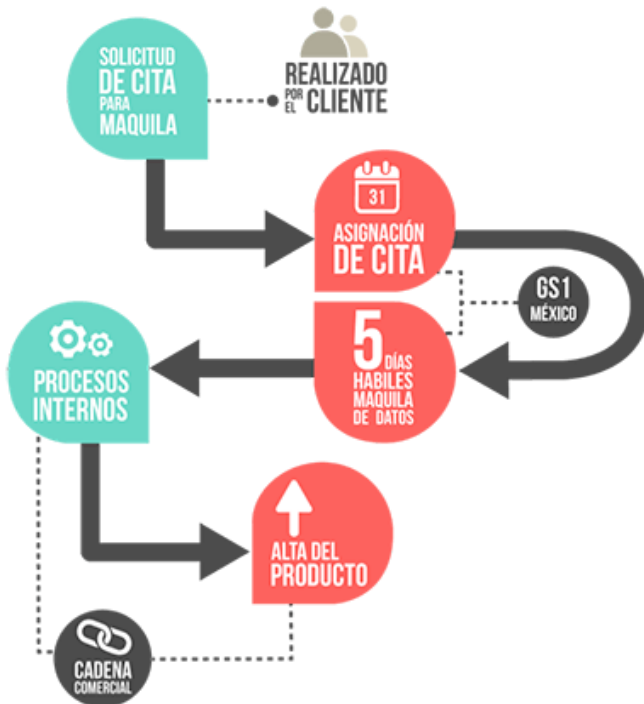 SOLICITUD
DE CITA
PARA
MAQUILA
REALIZADO
POR EL CLIENTE
31
ASIGNACIÓN
DE CITA
GS1
MÉXICO
5 DÍAS
HABILES
MAQUILA
DE DATOS
PROCESOS
INTERNOS
ALTA DEL
PRODUCTO
CADENA
COMERCIAL